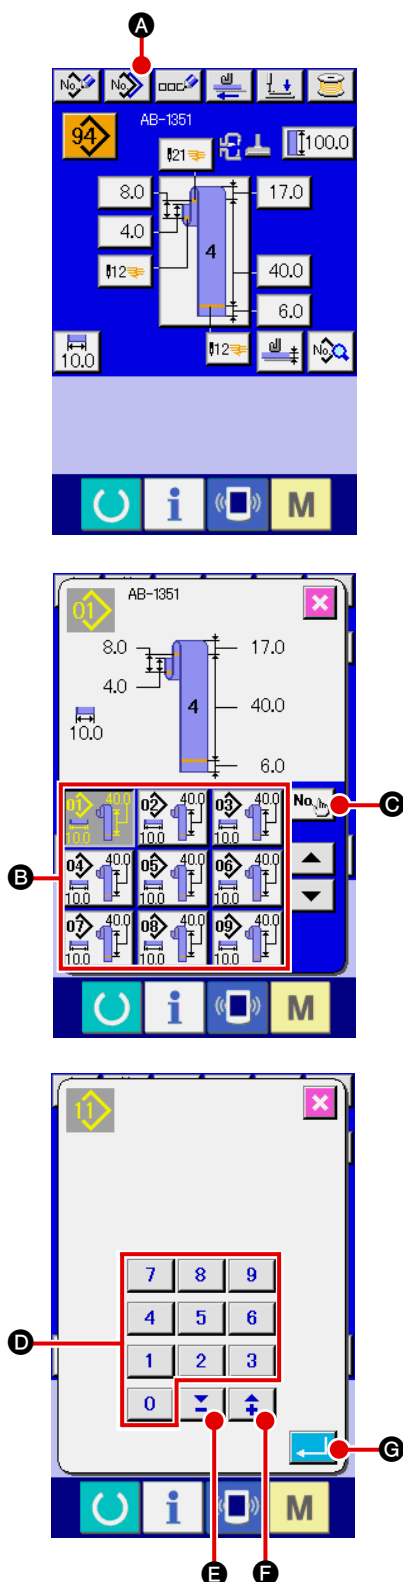 A
No. No.
94 AB-1351
21 100.0
8.0 17.0
4.0
4
12 40.0
6.0
10.0 12 No.
i M
01 AB-1351
8.0 17.0
4.0 4 40.0
10.0
6.0
01 40.0 02 40.0 03 40.0 No. C
10.0 10.0 10.0
B
04 40.0 05 40.0 06 40.0
10.0 10.0 10.0
07 40.0 08 40.0 09 40.0
10.0 10.0 10.0
i M
11
7 8 9
D
4 5 6
1 2 3
0
G
i M
E F